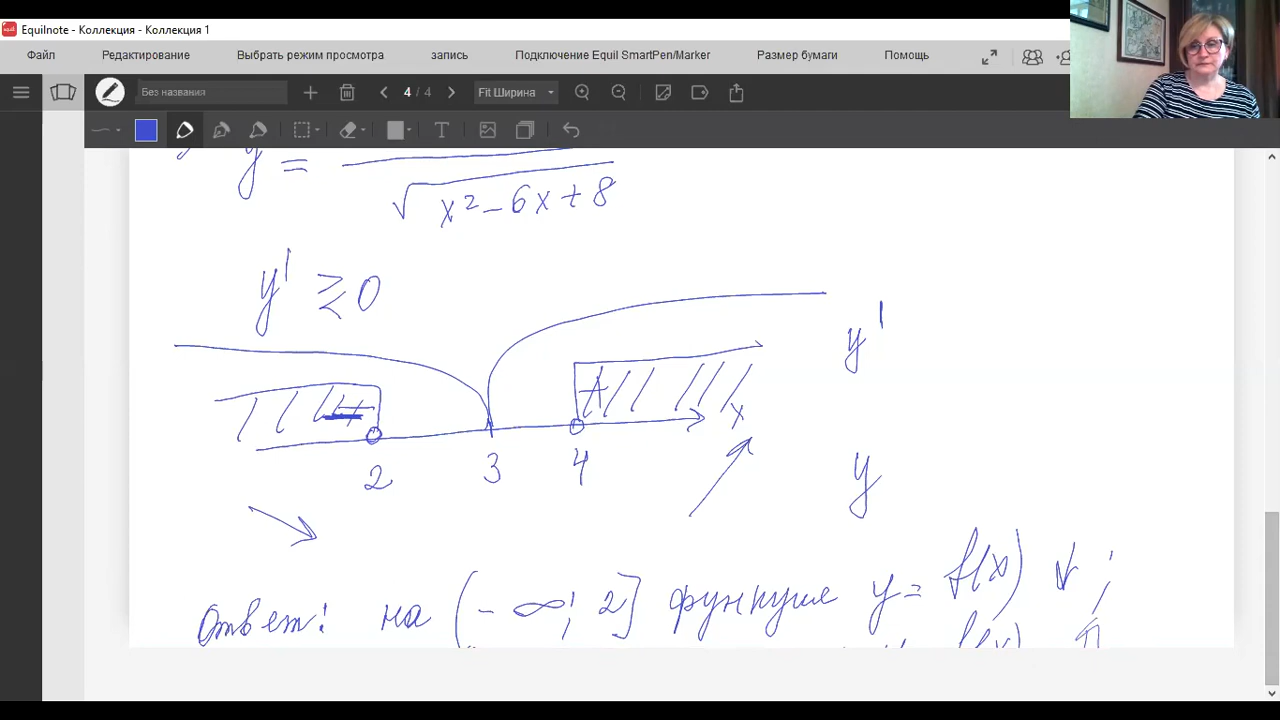 Equilnote - Коллекция - Коллекция 1
Файл Редактирование Выбрать режим просмотра запись Подключение Equil SmartPen/Marker Размер бумаги Помощь
Без названия 4 / 4 Fit Ширина
y =
√x² - 6x + 8
y' ≷ 0
y'
+ + x
2 3 4
y
Ответ: на (-∞; 2] функция y = f(x) ↓ ;
f(x)